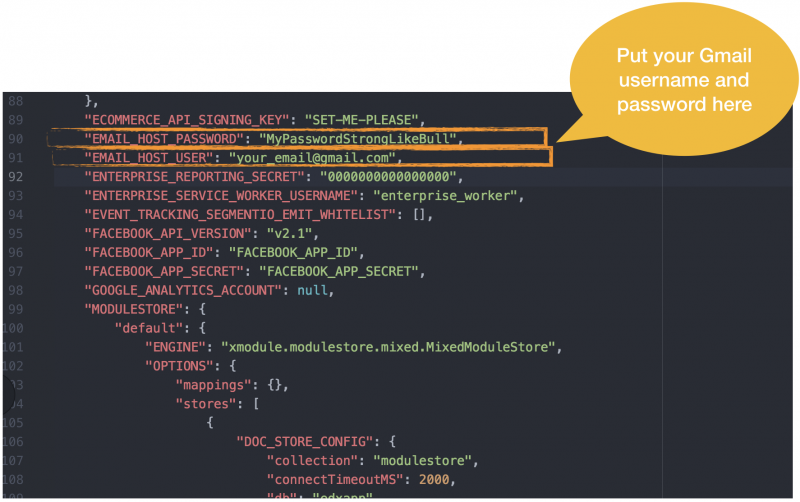 Put your Gmail
username and
password here
88 },
89 "ECOMMERCE_API_SIGNING_KEY": "SET-ME-PLEASE",
90 "EMAIL_HOST_PASSWORD": "MyPasswordStrongLikeBull",
91 "EMAIL_HOST_USER": "your_email@gmail.com",
92 "ENTERPRISE_REPORTING_SECRET": "0000000000000000",
93 "ENTERPRISE_SERVICE_WORKER_USERNAME": "enterprise_worker",
94 "EVENT_TRACKING_SEGMENTIO_EMIT_WHITELIST": [],
95 "FACEBOOK_API_VERSION": "v2.1",
96 "FACEBOOK_APP_ID": "FACEBOOK_APP_ID",
97 "FACEBOOK_APP_SECRET": "FACEBOOK_APP_SECRET",
98 "GOOGLE_ANALYTICS_ACCOUNT": null,
99 "MODULESTORE": {
100 "default": {
101 "ENGINE": "xmodule.modulestore.mixed.MixedModuleStore",
102 "OPTIONS": {
"mappings": {},
"stores": [
105 {
106 "DOC_STORE_CONFIG": {
107 "collection": "modulestore",
108 "connectTimeoutMS": 2000,
"db": "edxapp",